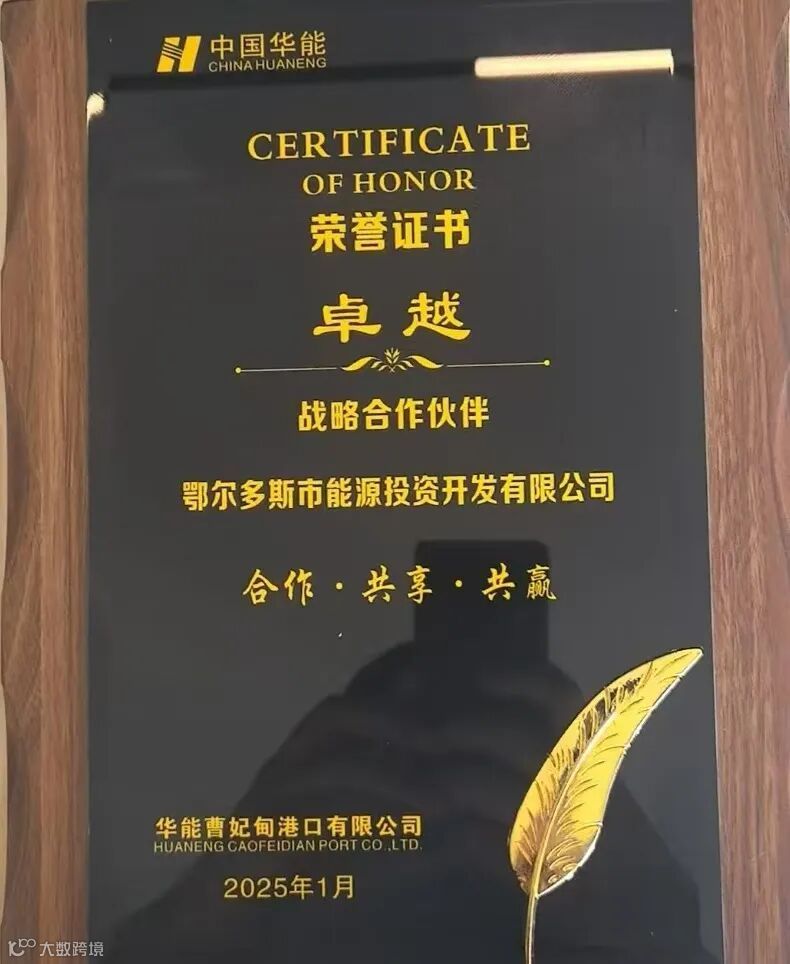 中国华能
CHINA HUANENG
CERTIFICATE
OF HONOR
荣誉证书
卓越
战略合作伙伴
鄂尔多斯市能源投资开发有限公司
合作·共享·共赢
华能曹妃甸港口有限公司
HUANENG CAOFEIDIAN PORT CO.,LTD.
2025年1月
大数跨境